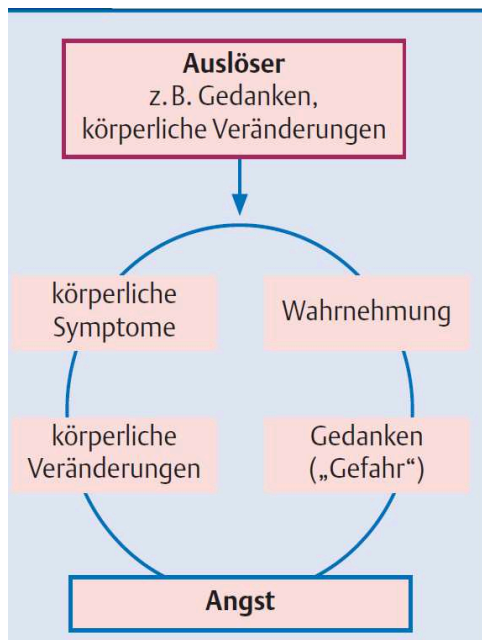 Auslöser
z. B. Gedanken,
körperliche Veränderungen
körperliche
Symptome
Wahrnehmung
körperliche
Veränderungen
Gedanken
(„Gefahr“)
Angst